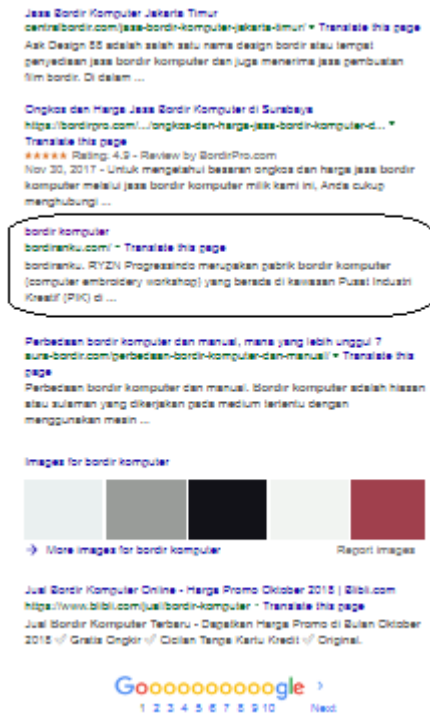 Jasa Bordir Komputer Jakarta Timur
centralbordir.com/jasa-bordir-komputer-jakarta-timur/ ▾ Translate this page
Ask Design 55 adalah salah satu nama design bordir atau tempat
penyediaan jasa bordir komputer dan juga menerima jasa pembuatan
film bordir. Di dalam ...
Ongkos dan Harga Jasa Bordir Komputer di Surabaya
https://bordirpro.com/.../ongkos-dan-harga-jasa-bordir-komputer-d... ▾
Translate this page
★★★★★ Rating: 4.9 - Review by BordirPro.com
Nov 30, 2017 - Untuk mengetahui besaran ongkos dan harga jasa bordir
komputer melalui jasa bordir komputer milik kami ini, Anda cukup
menghubungi ...
bordir komputer
bordiranku.com/ ▾ Translate this page
bordiranku. RYZN Progressindo merupakan pabrik bordir komputer
(computer embroidery workshop) yang berada di kawasan Pusat Industri
Kreatif (PIK) di ...
Perbedaan bordir komputer dan manual, mana yang lebih unggul ?
aura-bordir.com/perbedaan-bordir-komputer-dan-manual/ ▾ Translate this
page
Perbedaan bordir komputer dan manual. Bordir komputer adalah hiasan
atau sulaman yang dikerjakan pada medium tertentu dengan
menggunakan mesin ...
Images for bordir komputer
→ More images for bordir komputer Report images
Jual Bordir Komputer Online - Harga Promo Oktober 2018 | Blibli.com
https://www.blibli.com/jual/bordir-komputer ▾ Translate this page
Jual Bordir Komputer Terbaru - Dapatkan Harga Promo di Bulan Oktober
2018 ✓ Gratis Ongkir ✓ Cicilan Tanpa Kartu Kredit ✓ Original.
Goooooooooogle >
1 2 3 4 5 6 7 8 9 10 Next